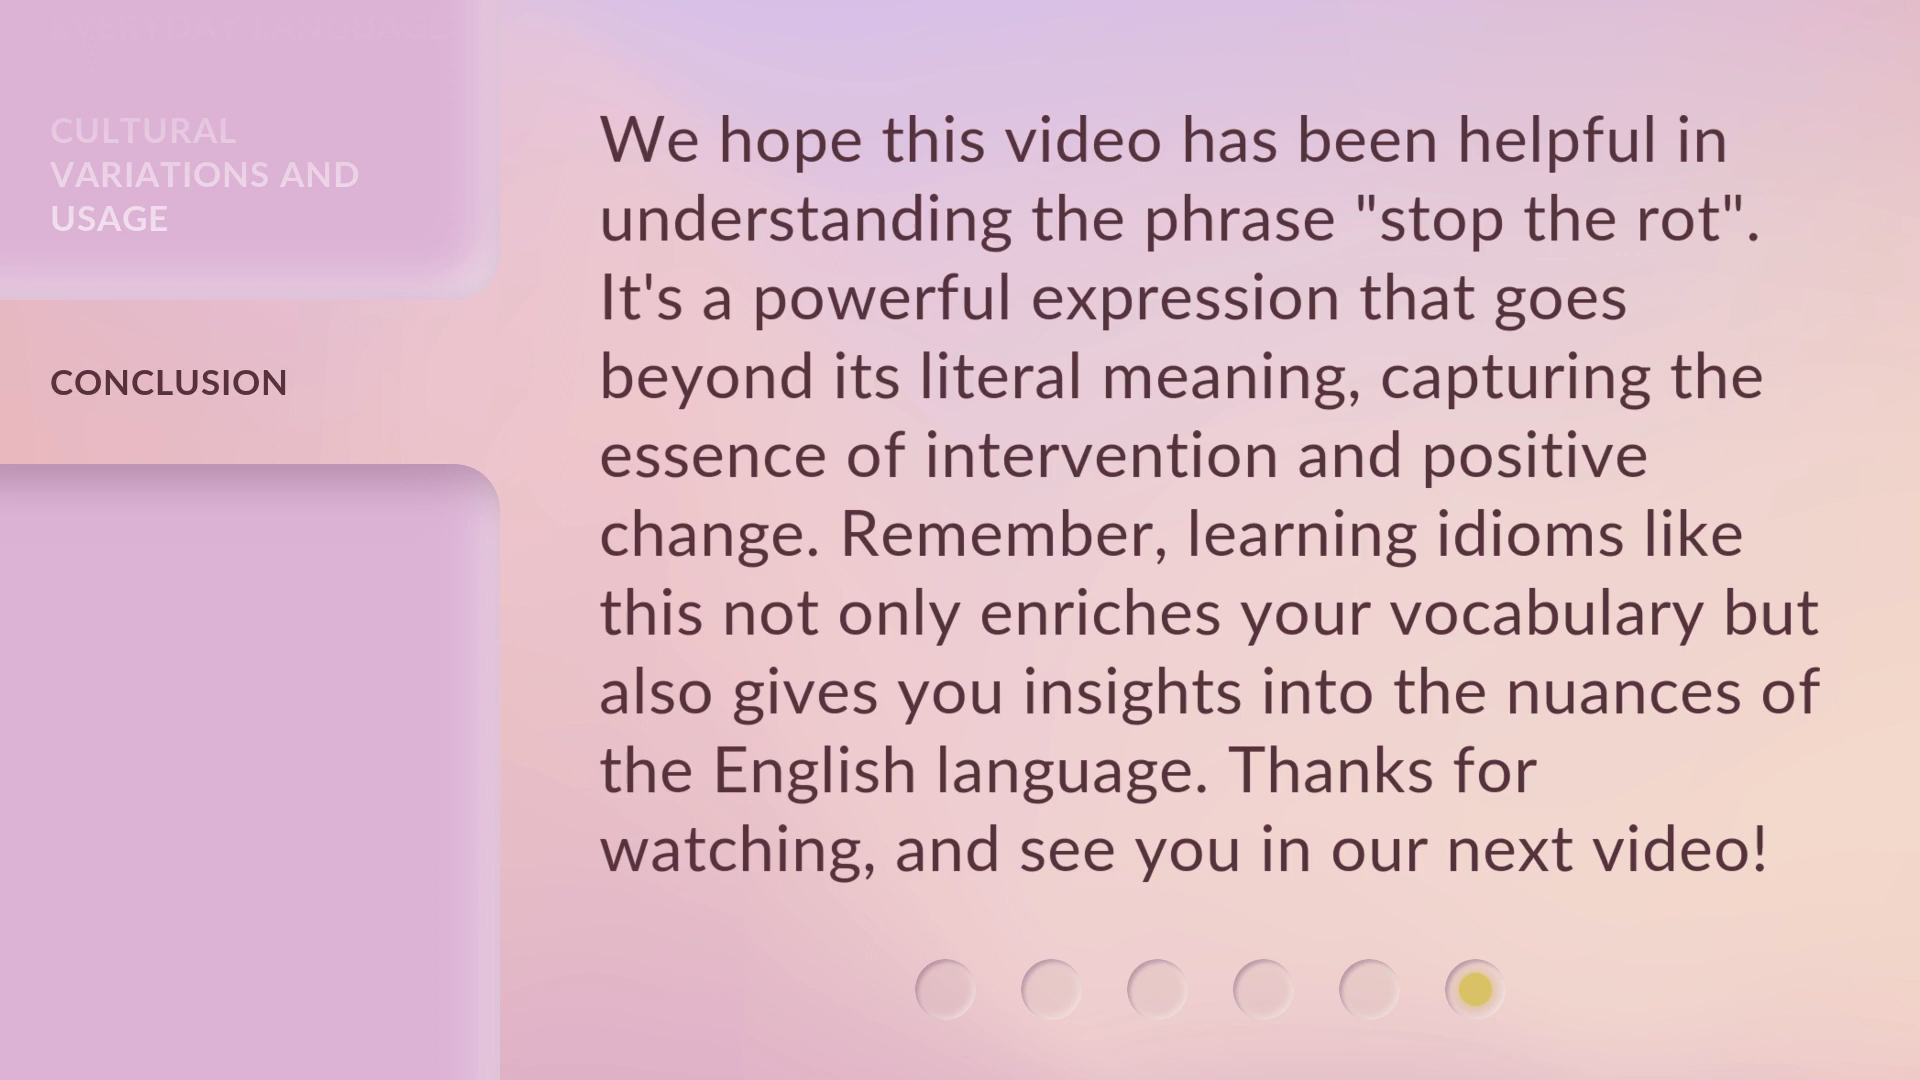 EVERYDAY LANGUAGE
CULTURAL
VARIATIONS AND
USAGE
CONCLUSION
We hope this video has been helpful in
understanding the phrase "stop the rot".
It's a powerful expression that goes
beyond its literal meaning, capturing the
essence of intervention and positive
change. Remember, learning idioms like
this not only enriches your vocabulary but
also gives you insights into the nuances of
the English language. Thanks for
watching, and see you in our next video!